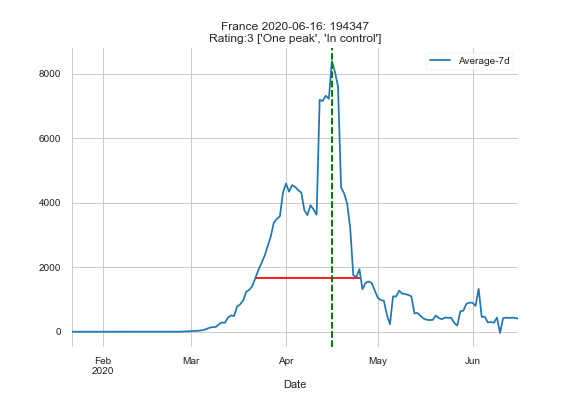 France 2020-06-16: 194347
Rating:3 ['One peak', 'In control']
Average-7d
8000
6000
4000
2000
0
Feb
2020
Mar
Apr
May
Jun
Date